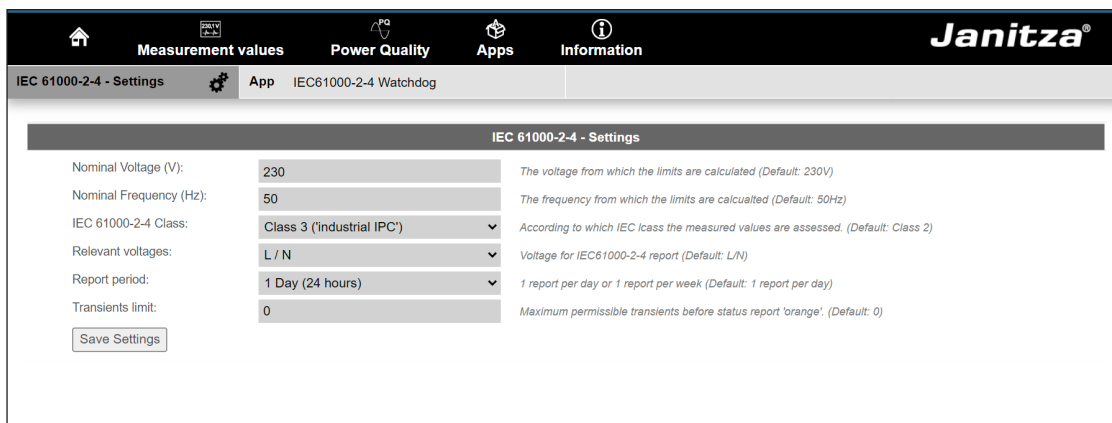 230,1 V
PQ
Measurement values Power Quality Apps Information Janitza®
IEC 61000-2-4 - Settings App IEC61000-2-4 Watchdog
IEC 61000-2-4 - Settings
Nominal Voltage (V): 230 The voltage from which the limits are calculated (Default: 230V)
Nominal Frequency (Hz): 50 The frequency from which the limits are calcualted (Default: 50Hz)
IEC 61000-2-4 Class: Class 3 ('industrial IPC') According to which IEC lcass the measured values are assessed. (Default: Class 2)
Relevant voltages: L / N Voltage for IEC61000-2-4 report (Default: L/N)
Report period: 1 Day (24 hours) 1 report per day or 1 report per week (Default: 1 report per day)
Transients limit: 0 Maximum permissible transients before status report 'orange'. (Default: 0)
Save Settings